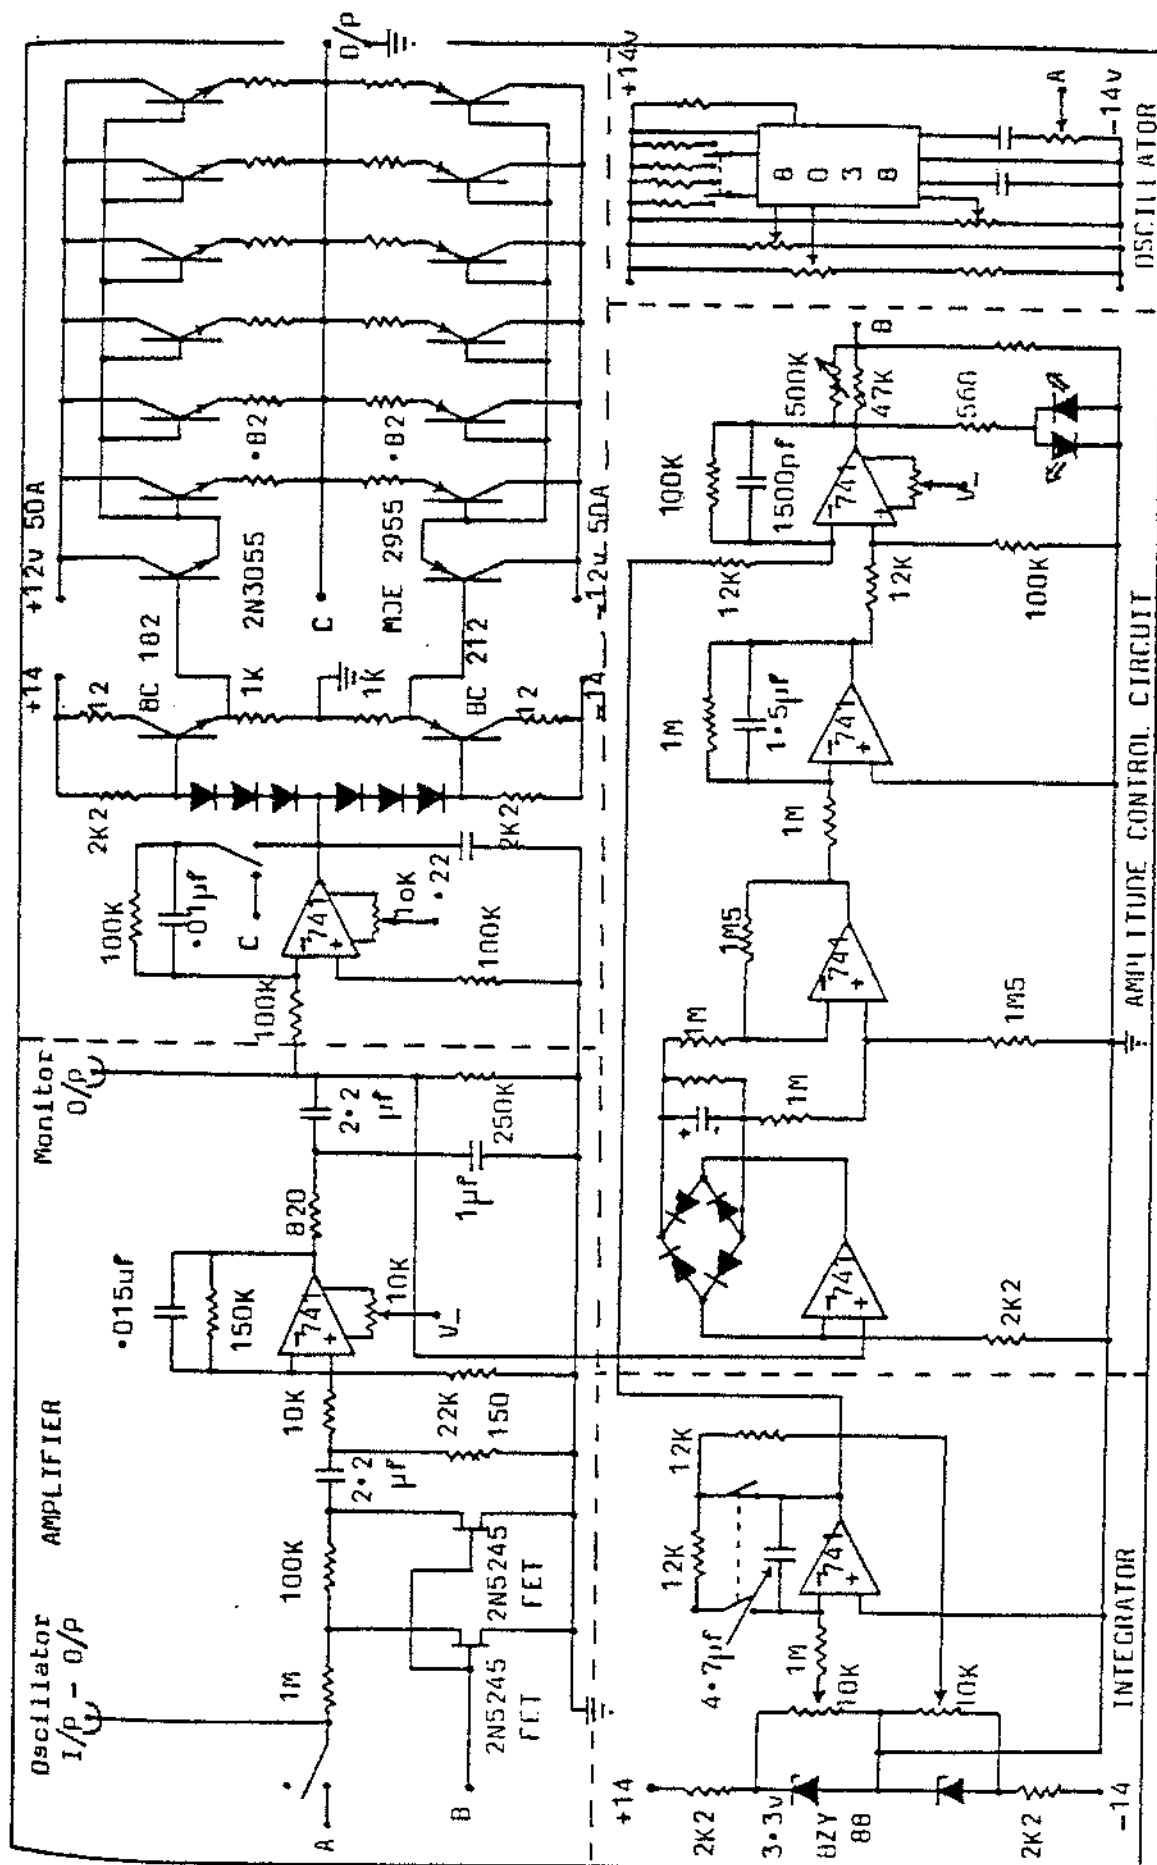 Oscillator
I/P - O/P
AMPLIFIER
Monitor
O/P
A
1M
100K
2.2
µf
10K
.015uf
150K
-
741
+
10K
V_
820
2.2
µf
1µf
250K
22K
150
B
2N5245
FET
2N5245
FET
100K
100K
.01µf
C
-
741
+
10K
.22
100K
2K2
2K2
+14
12
BC 182
1K
1K
BC 212
12
-14
+12v 50A
2N3055
.82
C
.82
MJE 2955
-12v 50A
O/P
+14
2K2
3.3v
BZY
88
2K2
-14
10K
10K
1M
4.7µf
12K
12K
-
741
+
INTEGRATOR
-
741
+
2K2
+
-
1M
1M
1M5
-
741
+
1M5
1M
1M
1.5µf
-
741
+
12K
12K
100K
1500pf
-
741
+
V_
100K
500K
47K
B
560
AMPLITUDE CONTROL CIRCUIT
+14v
8038
A
-14v
OSCILLATOR